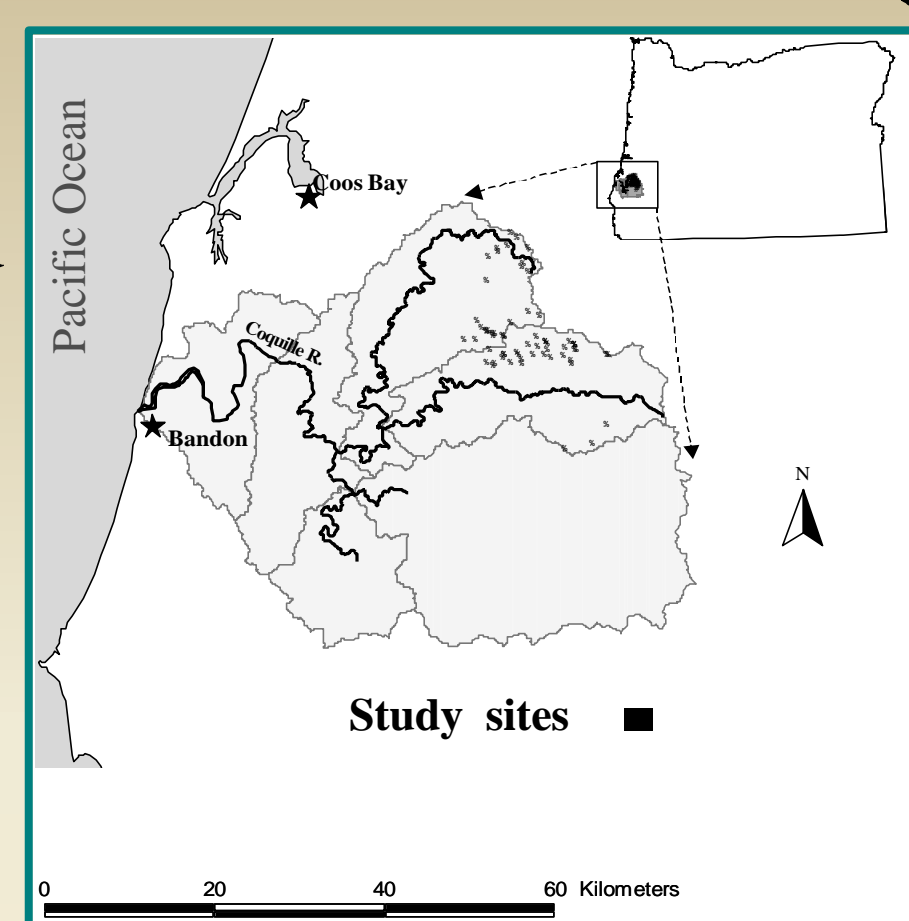 Pacific Ocean
Coos Bay
Coquille R.
Bandon
N
Study sites
0 20 40 60 Kilometers